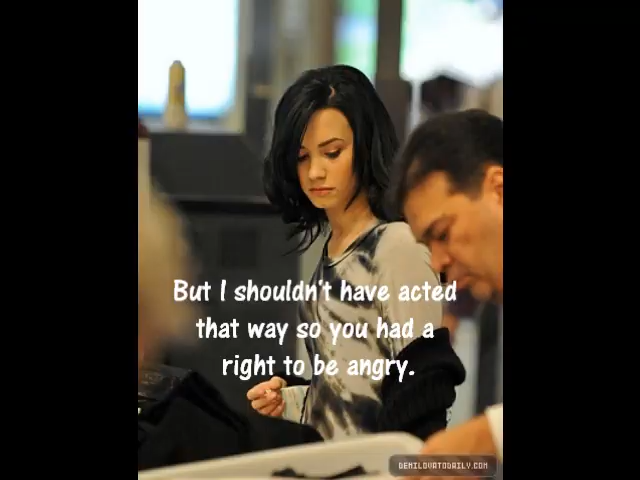 But I shouldn't have acted
that way so you had a
right to be angry.
DEMILOVATODAILY.COM